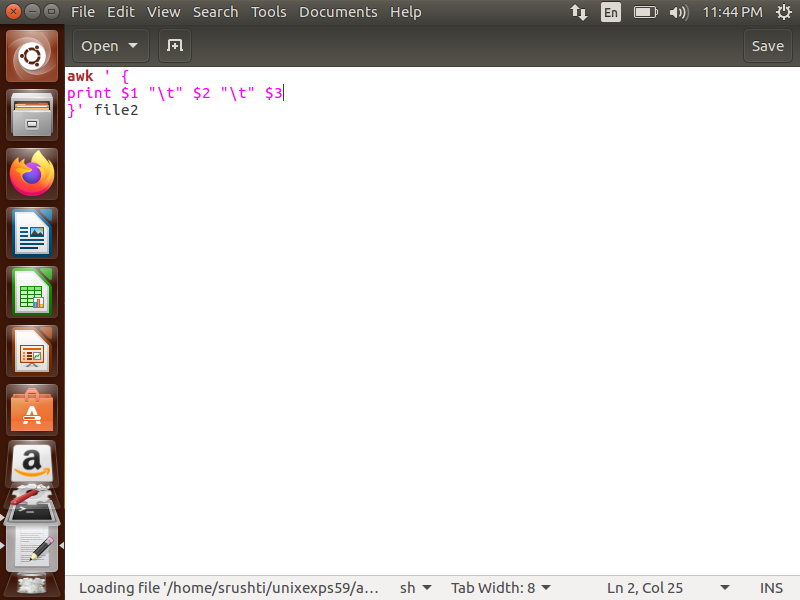 File Edit View Search Tools Documents Help En 11:44 PM
Open Save
awk ' {
print $1 "\t" $2 "\t" $3
}' file2
Loading file '/home/srushti/unixexps59/a… sh Tab Width: 8 Ln 2, Col 25 INS